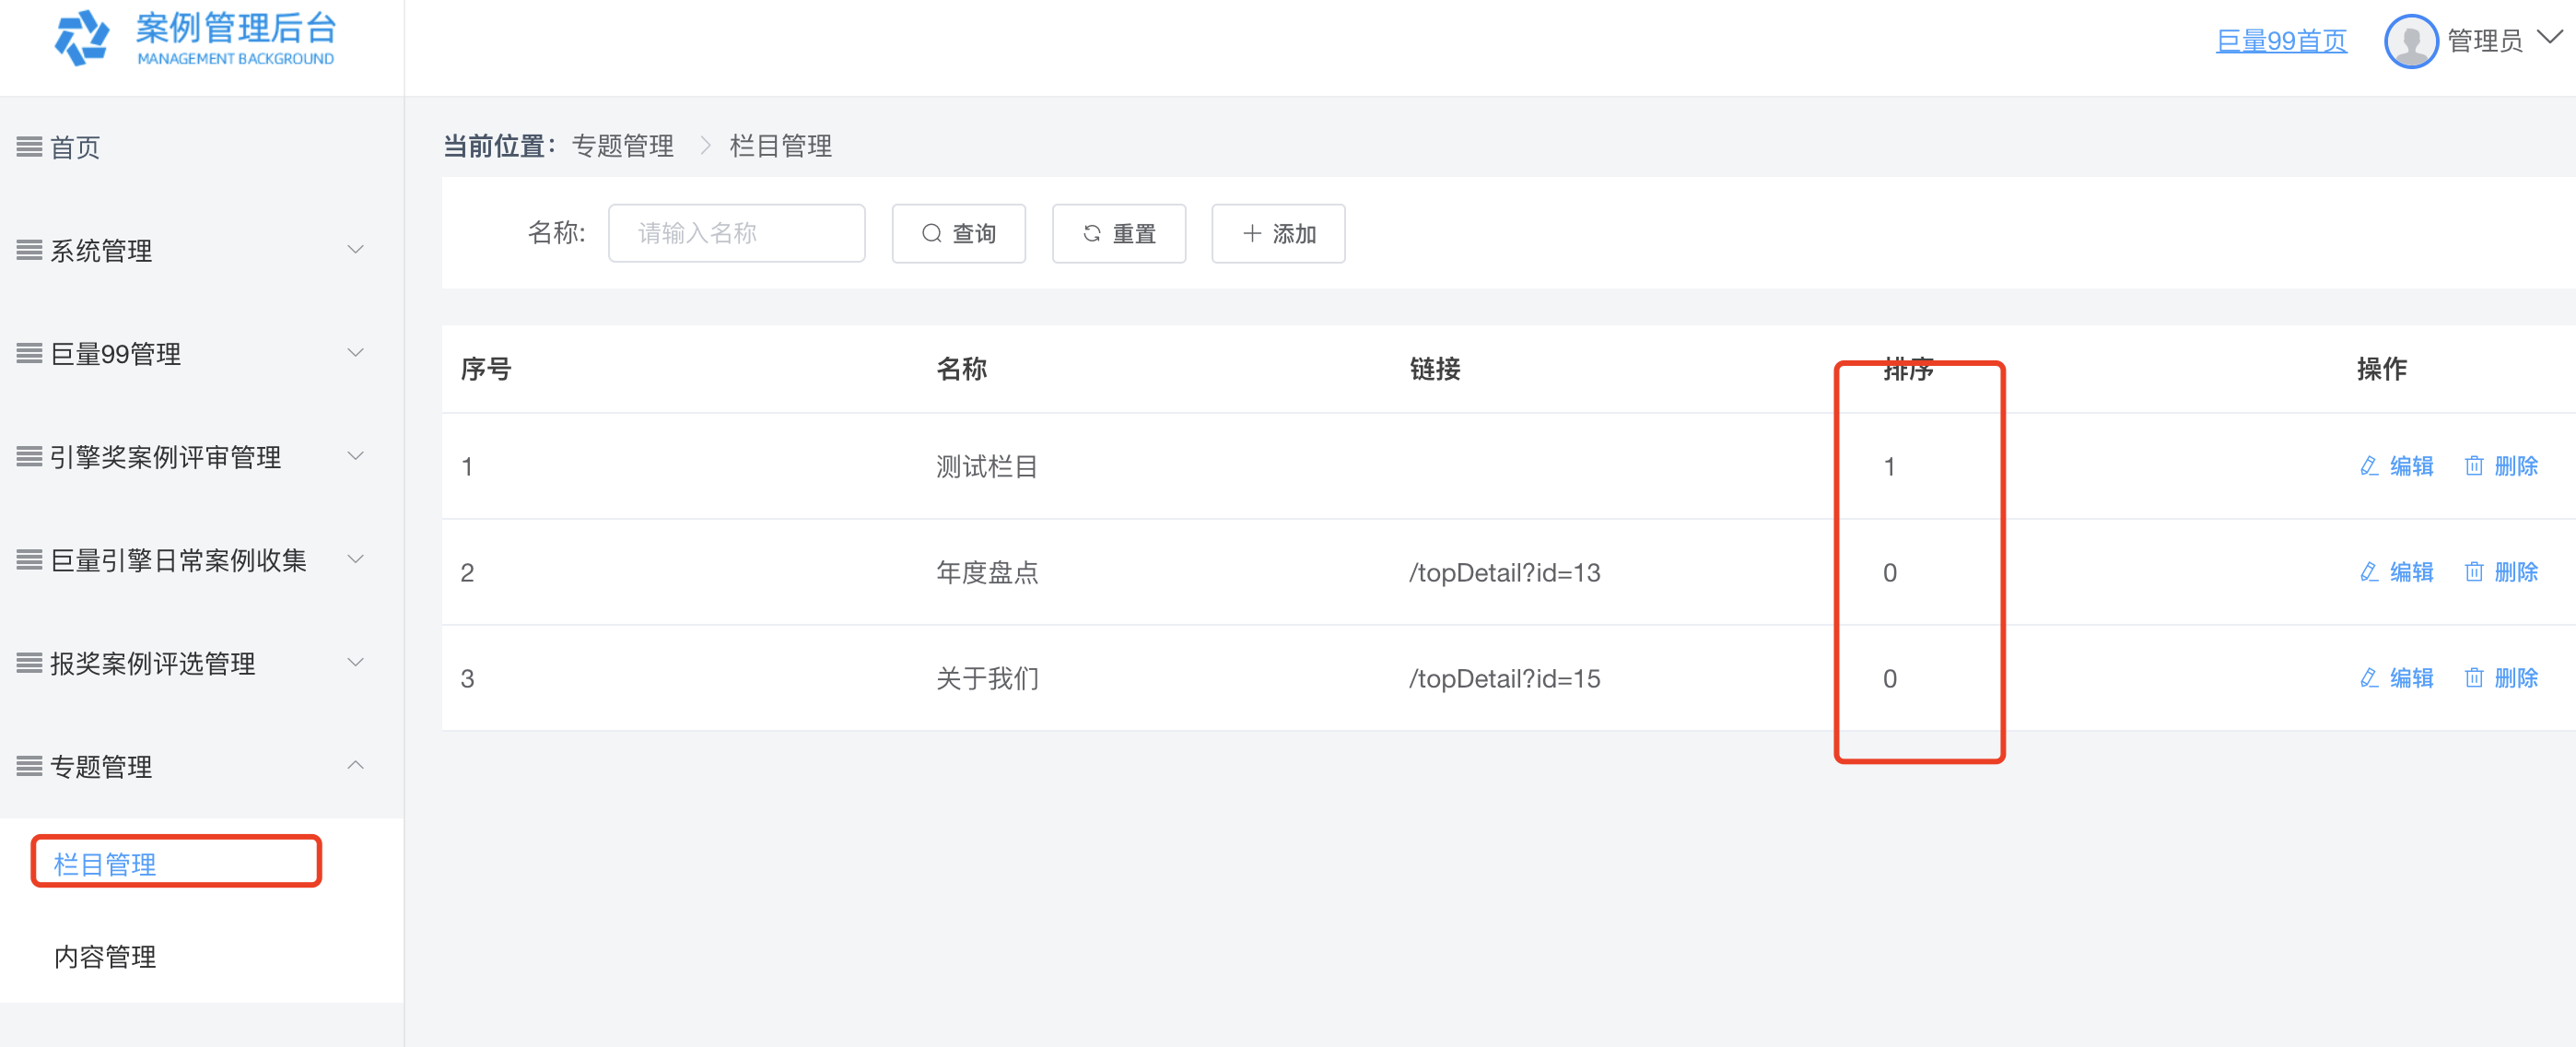 案例管理后台
MANAGEMENT BACKGROUND
巨量99首页 管理员
首页
系统管理
巨量99管理
引擎奖案例评审管理
巨量引擎日常案例收集
报奖案例评选管理
专题管理
栏目管理
内容管理
当前位置： 专题管理 > 栏目管理
名称: 请输入名称 查询 重置 + 添加
序号 名称 链接 排序 操作
1 测试栏目 1 编辑 删除
2 年度盘点 /topDetail?id=13 0 编辑 删除
3 关于我们 /topDetail?id=15 0 编辑 删除